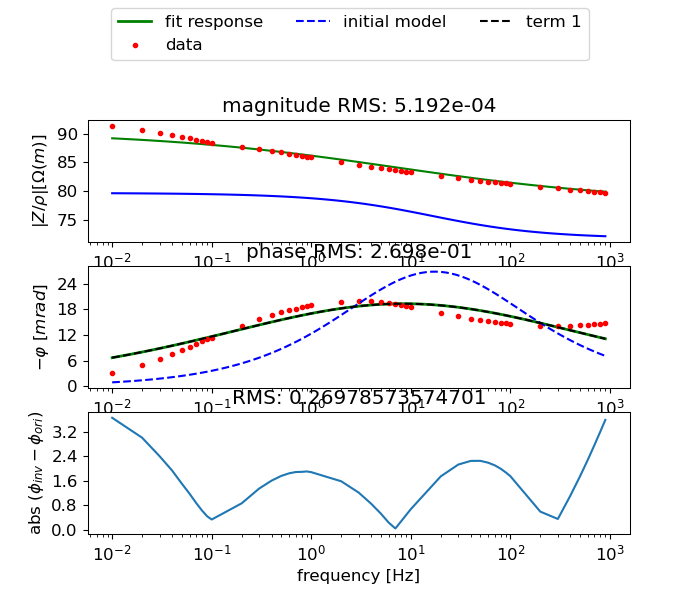 fit response initial model term 1
data
magnitude RMS: 5.192e-04
|Z/ρ|[Ω(m)]
90
85
80
75
10⁻² 10⁻¹ 10⁰ 10¹ 10² 10³
phase RMS: 2.698e-01
−φ [mrad]
24
18
12
6
0
10⁻² 10⁻¹ 10⁰ 10¹ 10² 10³
RMS: 0.26978573574701
abs (ϕ_inv − ϕ_ori)
3.2
2.4
1.6
0.8
0.0
10⁻² 10⁻¹ 10⁰ 10¹ 10² 10³
frequency [Hz]